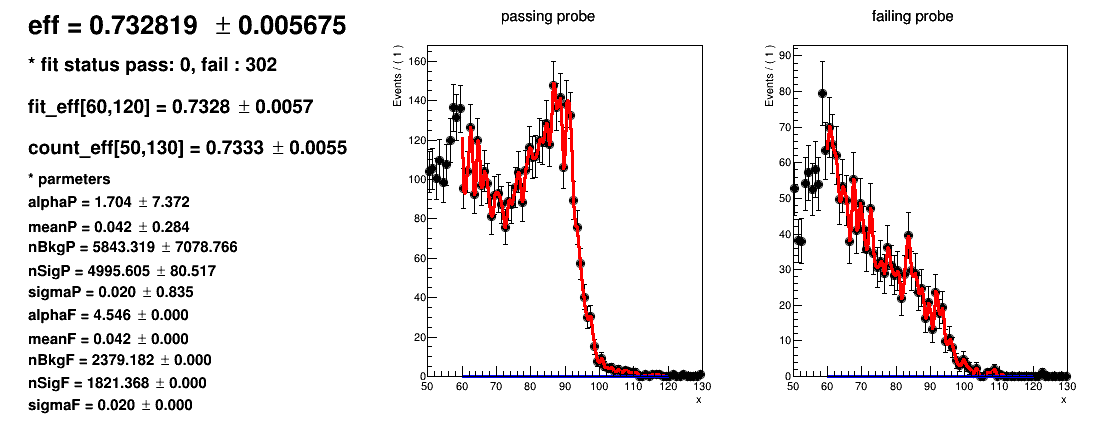 eff = 0.732819 ± 0.005675
* fit status pass: 0, fail : 302
fit_eff[60,120] = 0.7328 ± 0.0057
count_eff[50,130] = 0.7333 ± 0.0055
* parmeters
alphaP = 1.704 ± 7.372
meanP = 0.042 ± 0.284
nBkgP = 5843.319 ± 7078.766
nSigP = 4995.605 ± 80.517
sigmaP = 0.020 ± 0.835
alphaF = 4.546 ± 0.000
meanF = 0.042 ± 0.000
nBkgF = 2379.182 ± 0.000
nSigF = 1821.368 ± 0.000
sigmaF = 0.020 ± 0.000
passing probe
Events / ( 1 )
160
140
120
100
80
60
40
20
0
50 60 70 80 90 100 110 120 130
x
failing probe
Events / ( 1 )
90
80
70
60
50
40
30
20
10
0
50 60 70 80 90 100 110 120 130
x